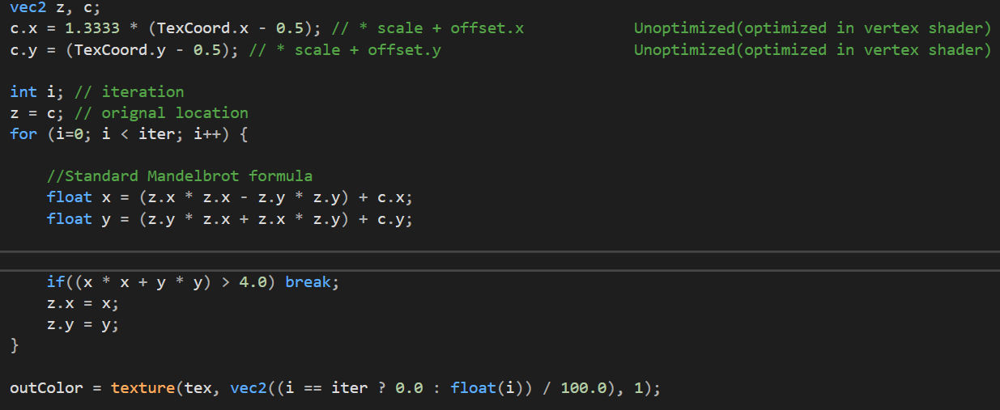 vec2 z, c;
c.x = 1.3333 * (TexCoord.x - 0.5); // * scale + offset.x            Unoptimized(optimized in vertex shader)
c.y = (TexCoord.y - 0.5); // * scale + offset.y                     Unoptimized(optimized in vertex shader)
int i; // iteration
z = c; // orignal location
for (i=0; i < iter; i++) {
    //Standard Mandelbrot formula
    float x = (z.x * z.x - z.y * z.y) + c.x;
    float y = (z.y * z.x + z.x * z.y) + c.y;
    if((x * x + y * y) > 4.0) break;
    z.x = x;
    z.y = y;
}
outColor = texture(tex, vec2((i == iter ? 0.0 : float(i)) / 100.0), 1);